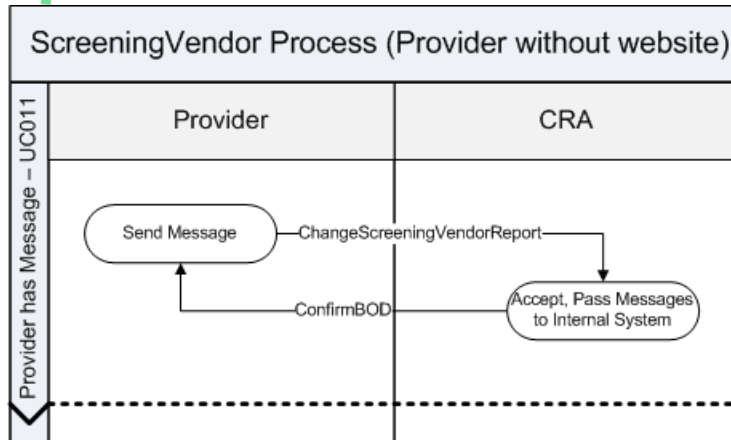 ScreeningVendor Process (Provider without website)
Provider has Message – UC011
Provider
CRA
Send Message
ChangeScreeningVendorReport
ConfirmBOD
Accept, Pass Messages
to Internal System